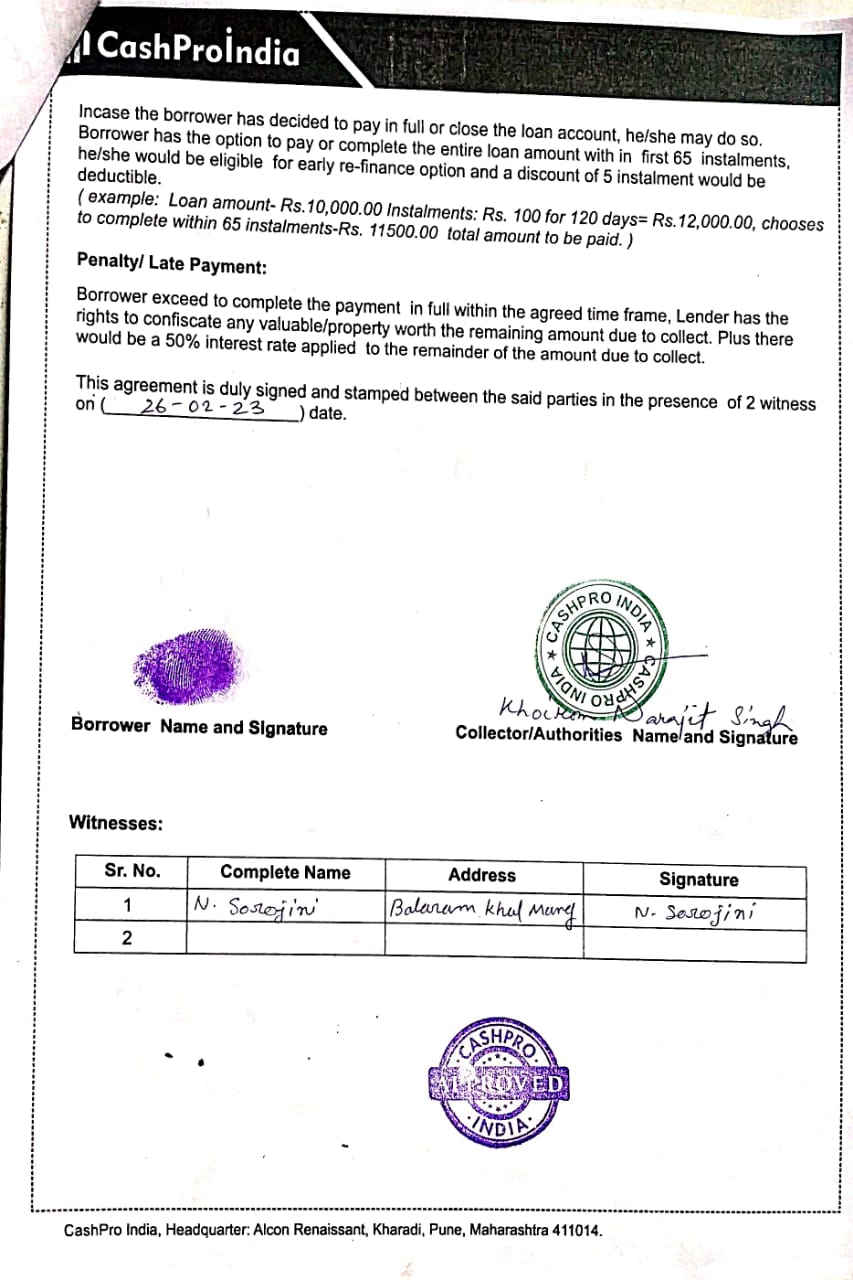 CashProİndia
Incase the borrower has decided to pay in full or close the loan account, he/she may do so.
Borrower has the option to pay or complete the entire loan amount with in first 65 instalments,
he/she would be eligible for early re-finance option and a discount of 5 instalment would be
deductible.
( example: Loan amount- Rs.10,000.00 Instalments: Rs. 100 for 120 days= Rs.12,000.00, chooses
to complete within 65 instalments-Rs. 11500.00 total amount to be paid. )
Penalty/ Late Payment:
Borrower exceed to complete the payment in full within the agreed time frame, Lender has the
rights to confiscate any valuable/property worth the remaining amount due to collect. Plus there
would be a 50% interest rate applied to the remainder of the amount due to collect.
This agreement is duly signed and stamped between the said parties in the presence of 2 witness
on ( 26-02-23 ) date.
CASHPRO INDIA ★ CASHPRO INDIA ★
Narajit Singh
Borrower Name and Signature
Collector/Authorities Name and Signature
Witnesses:
Sr. No. Complete Name Address Signature
1 N. Sorojini Balaram N. Sorojini
2
CASHPRO
APPROVED
INDIA
CashPro India, Headquarter: Alcon Renaissant, Kharadi, Pune, Maharashtra 411014.